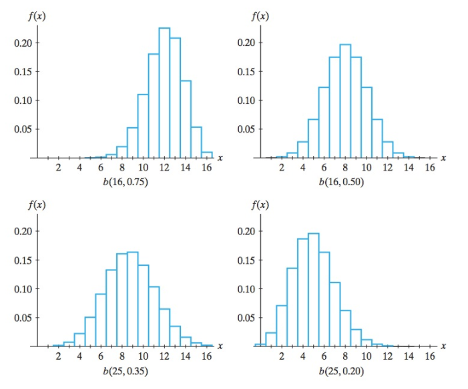 f(x) f(x)
0.20 0.20
0.15 0.15
0.10 0.10
0.05 0.05
x x
2 4 6 8 10 12 14 16 2 4 6 8 10 12 14 16
b(16, 0.75) b(16, 0.50)
f(x) f(x)
0.20 0.20
0.15 0.15
0.10 0.10
0.05 0.05
x x
2 4 6 8 10 12 14 16 2 4 6 8 10 12 14 16
b(25, 0.35) b(25, 0.20)